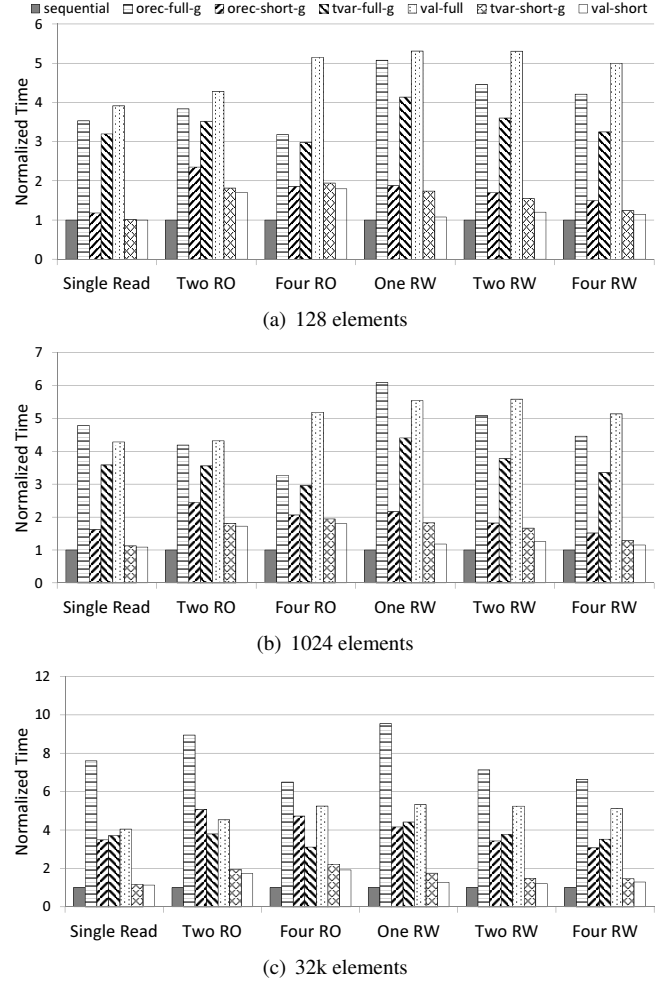 sequential orec-full-g orec-short-g tvar-full-g val-full tvar-short-g val-short
6
5
4
3
2
1
0
Normalized Time
Single Read Two RO Four RO One RW Two RW Four RW
(a) 128 elements
7
6
5
4
3
2
1
0
Normalized Time
Single Read Two RO Four RO One RW Two RW Four RW
(b) 1024 elements
12
10
8
6
4
2
0
Normalized Time
Single Read Two RO Four RO One RW Two RW Four RW
(c) 32k elements